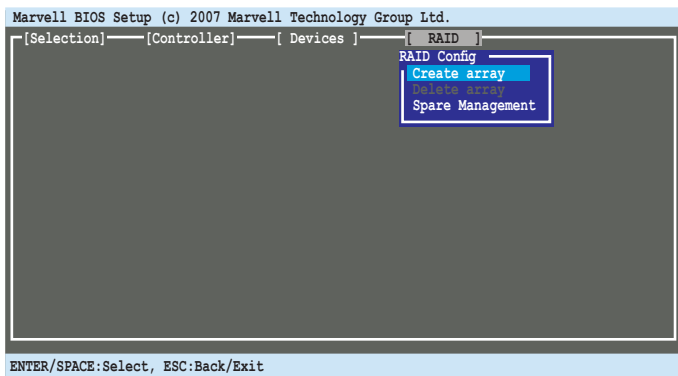 Marvell BIOS Setup (c) 2007 Marvell Technology Group Ltd.
[Selection] [Controller] [ Devices ] [ RAID ]
RAID Config
Create array
Delete array
Spare Management
ENTER/SPACE:Select, ESC:Back/Exit